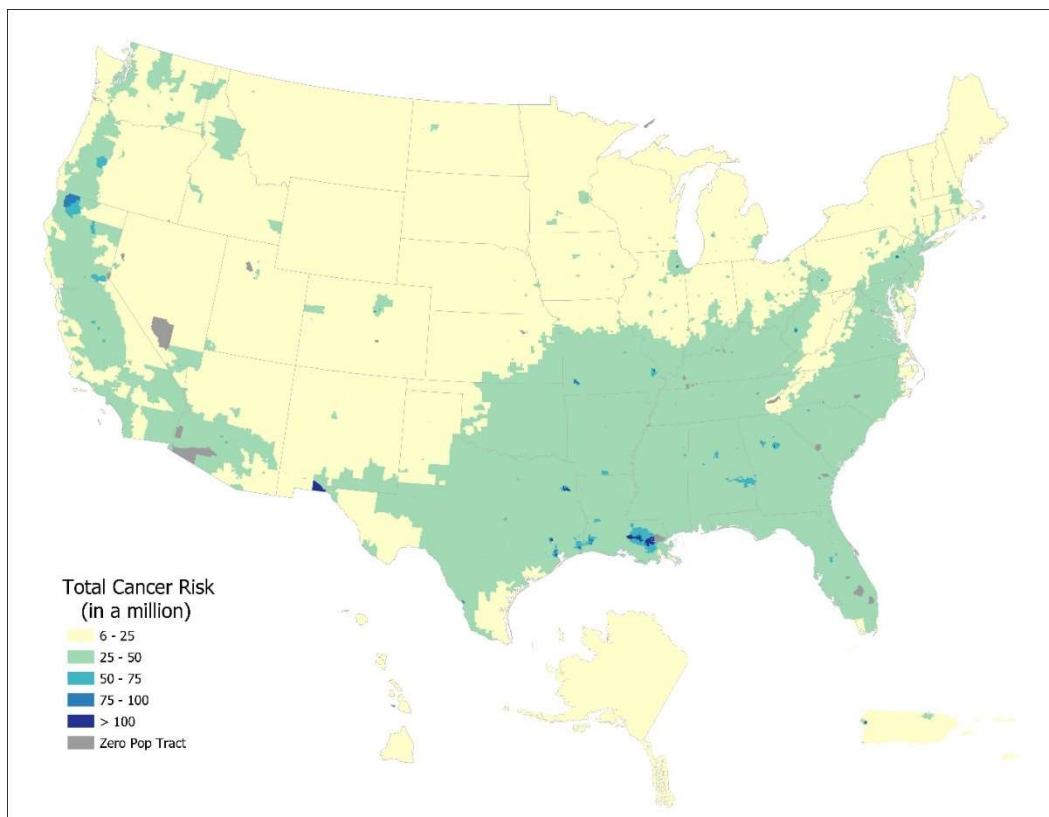 Total Cancer Risk
(in a million)
6 - 25
25 - 50
50 - 75
75 - 100
> 100
Zero Pop Tract